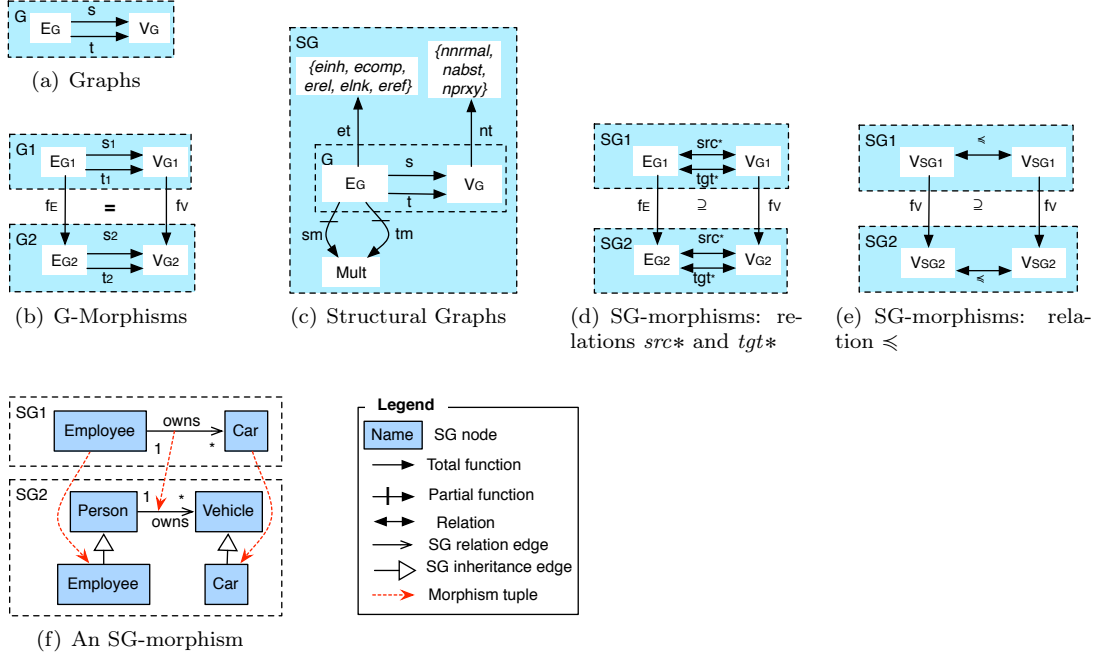 G
EG
s
t
VG
(a) Graphs
G1
EG1
s1
t1
VG1
fE
=
fV
G2
EG2
s2
t2
VG2
(b) G-Morphisms
SG
{einh, ecomp,
erel, elnk, eref}
{nnrmal,
nabst,
nprxy}
et
nt
G
EG
s
t
VG
sm
tm
Mult
(c) Structural Graphs
SG1
EG1
src*
tgt*
VG1
fE
⊇
fV
SG2
EG2
src*
tgt*
VG2
(d) SG-morphisms: re-
lations src* and tgt*
SG1
VSG1
≼
VSG1
fV
⊇
fV
SG2
VSG2
≼
VSG2
(e) SG-morphisms: rela-
tion ≼
SG1
Employee
owns
1
*
Car
SG2
Person
1
*
owns
Vehicle
Employee
Car
(f) An SG-morphism
Legend
Name SG node
Total function
Partial function
Relation
SG relation edge
SG inheritance edge
Morphism tuple